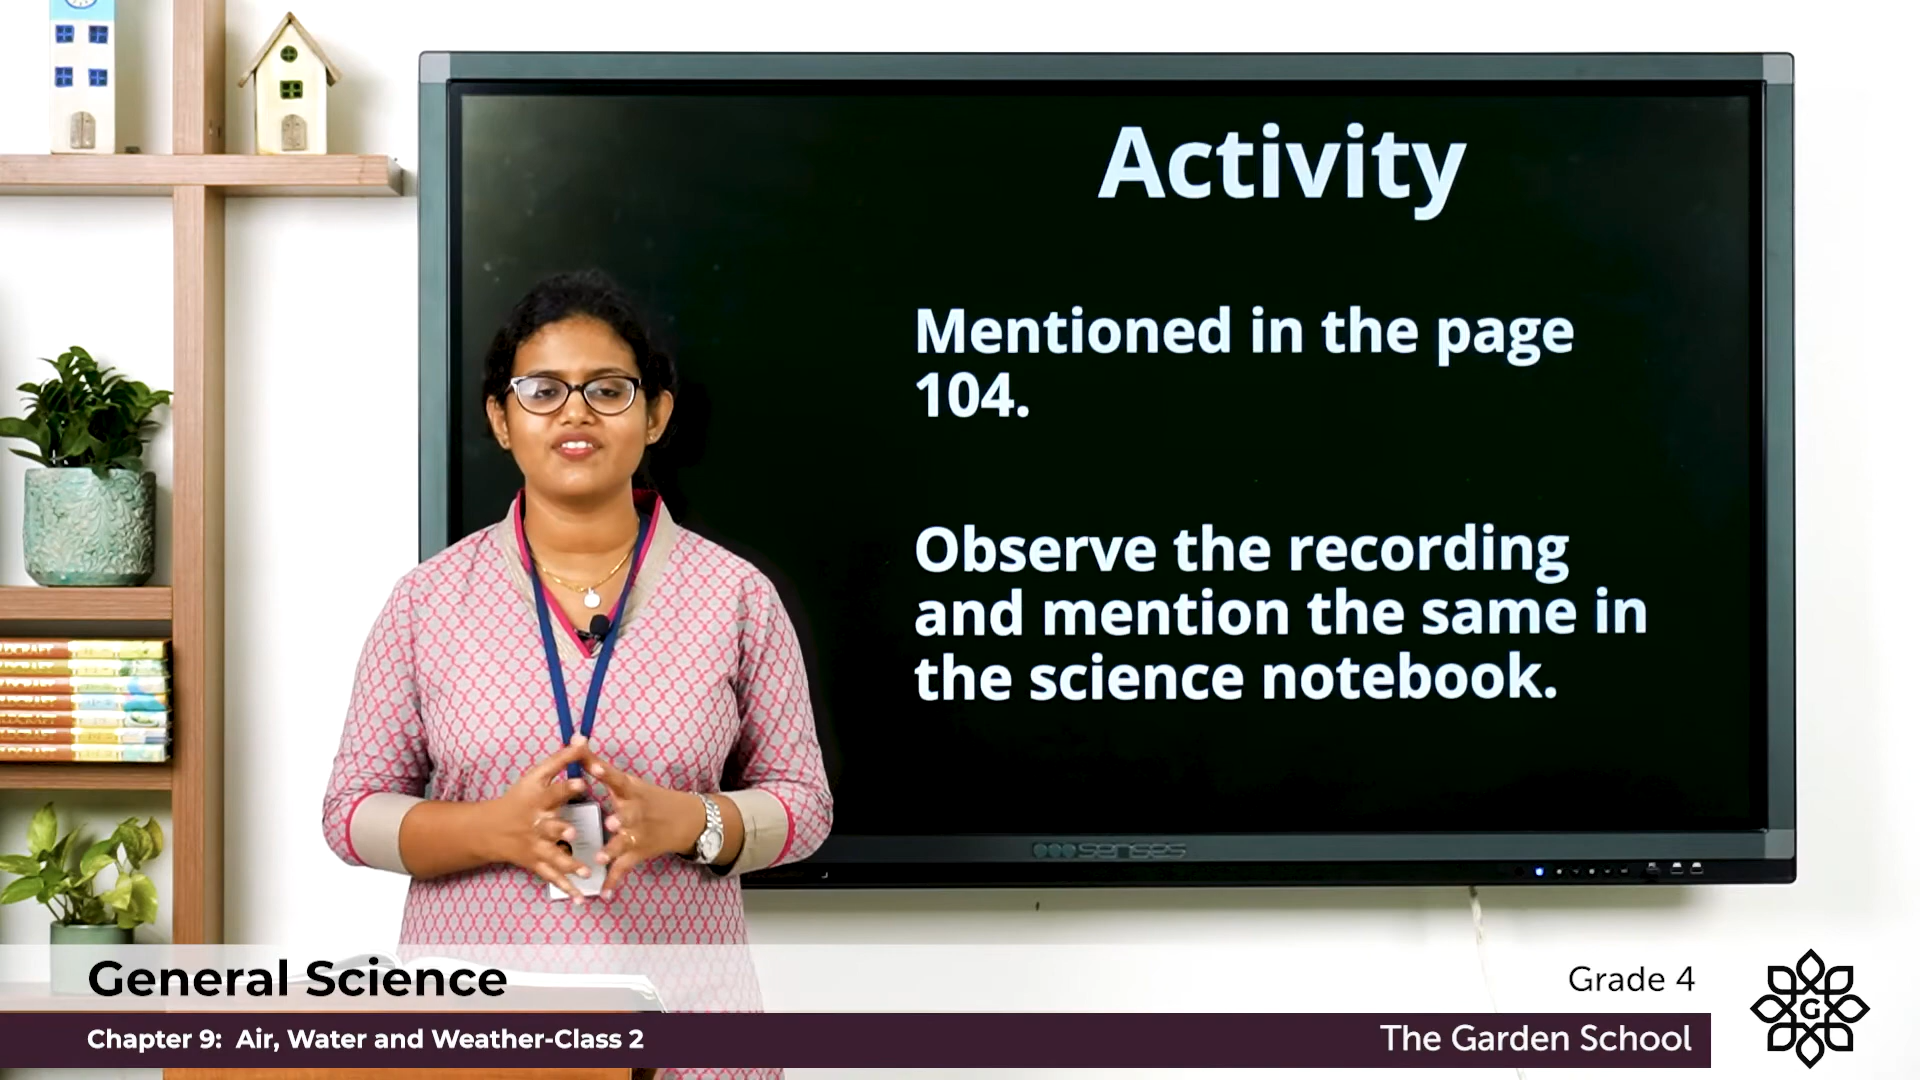 Activity
Mentioned in the page
104.
Observe the recording
and mention the same in
the science notebook.
senses
General Science
Grade 4
Chapter 9: Air, Water and Weather-Class 2
The Garden School
G